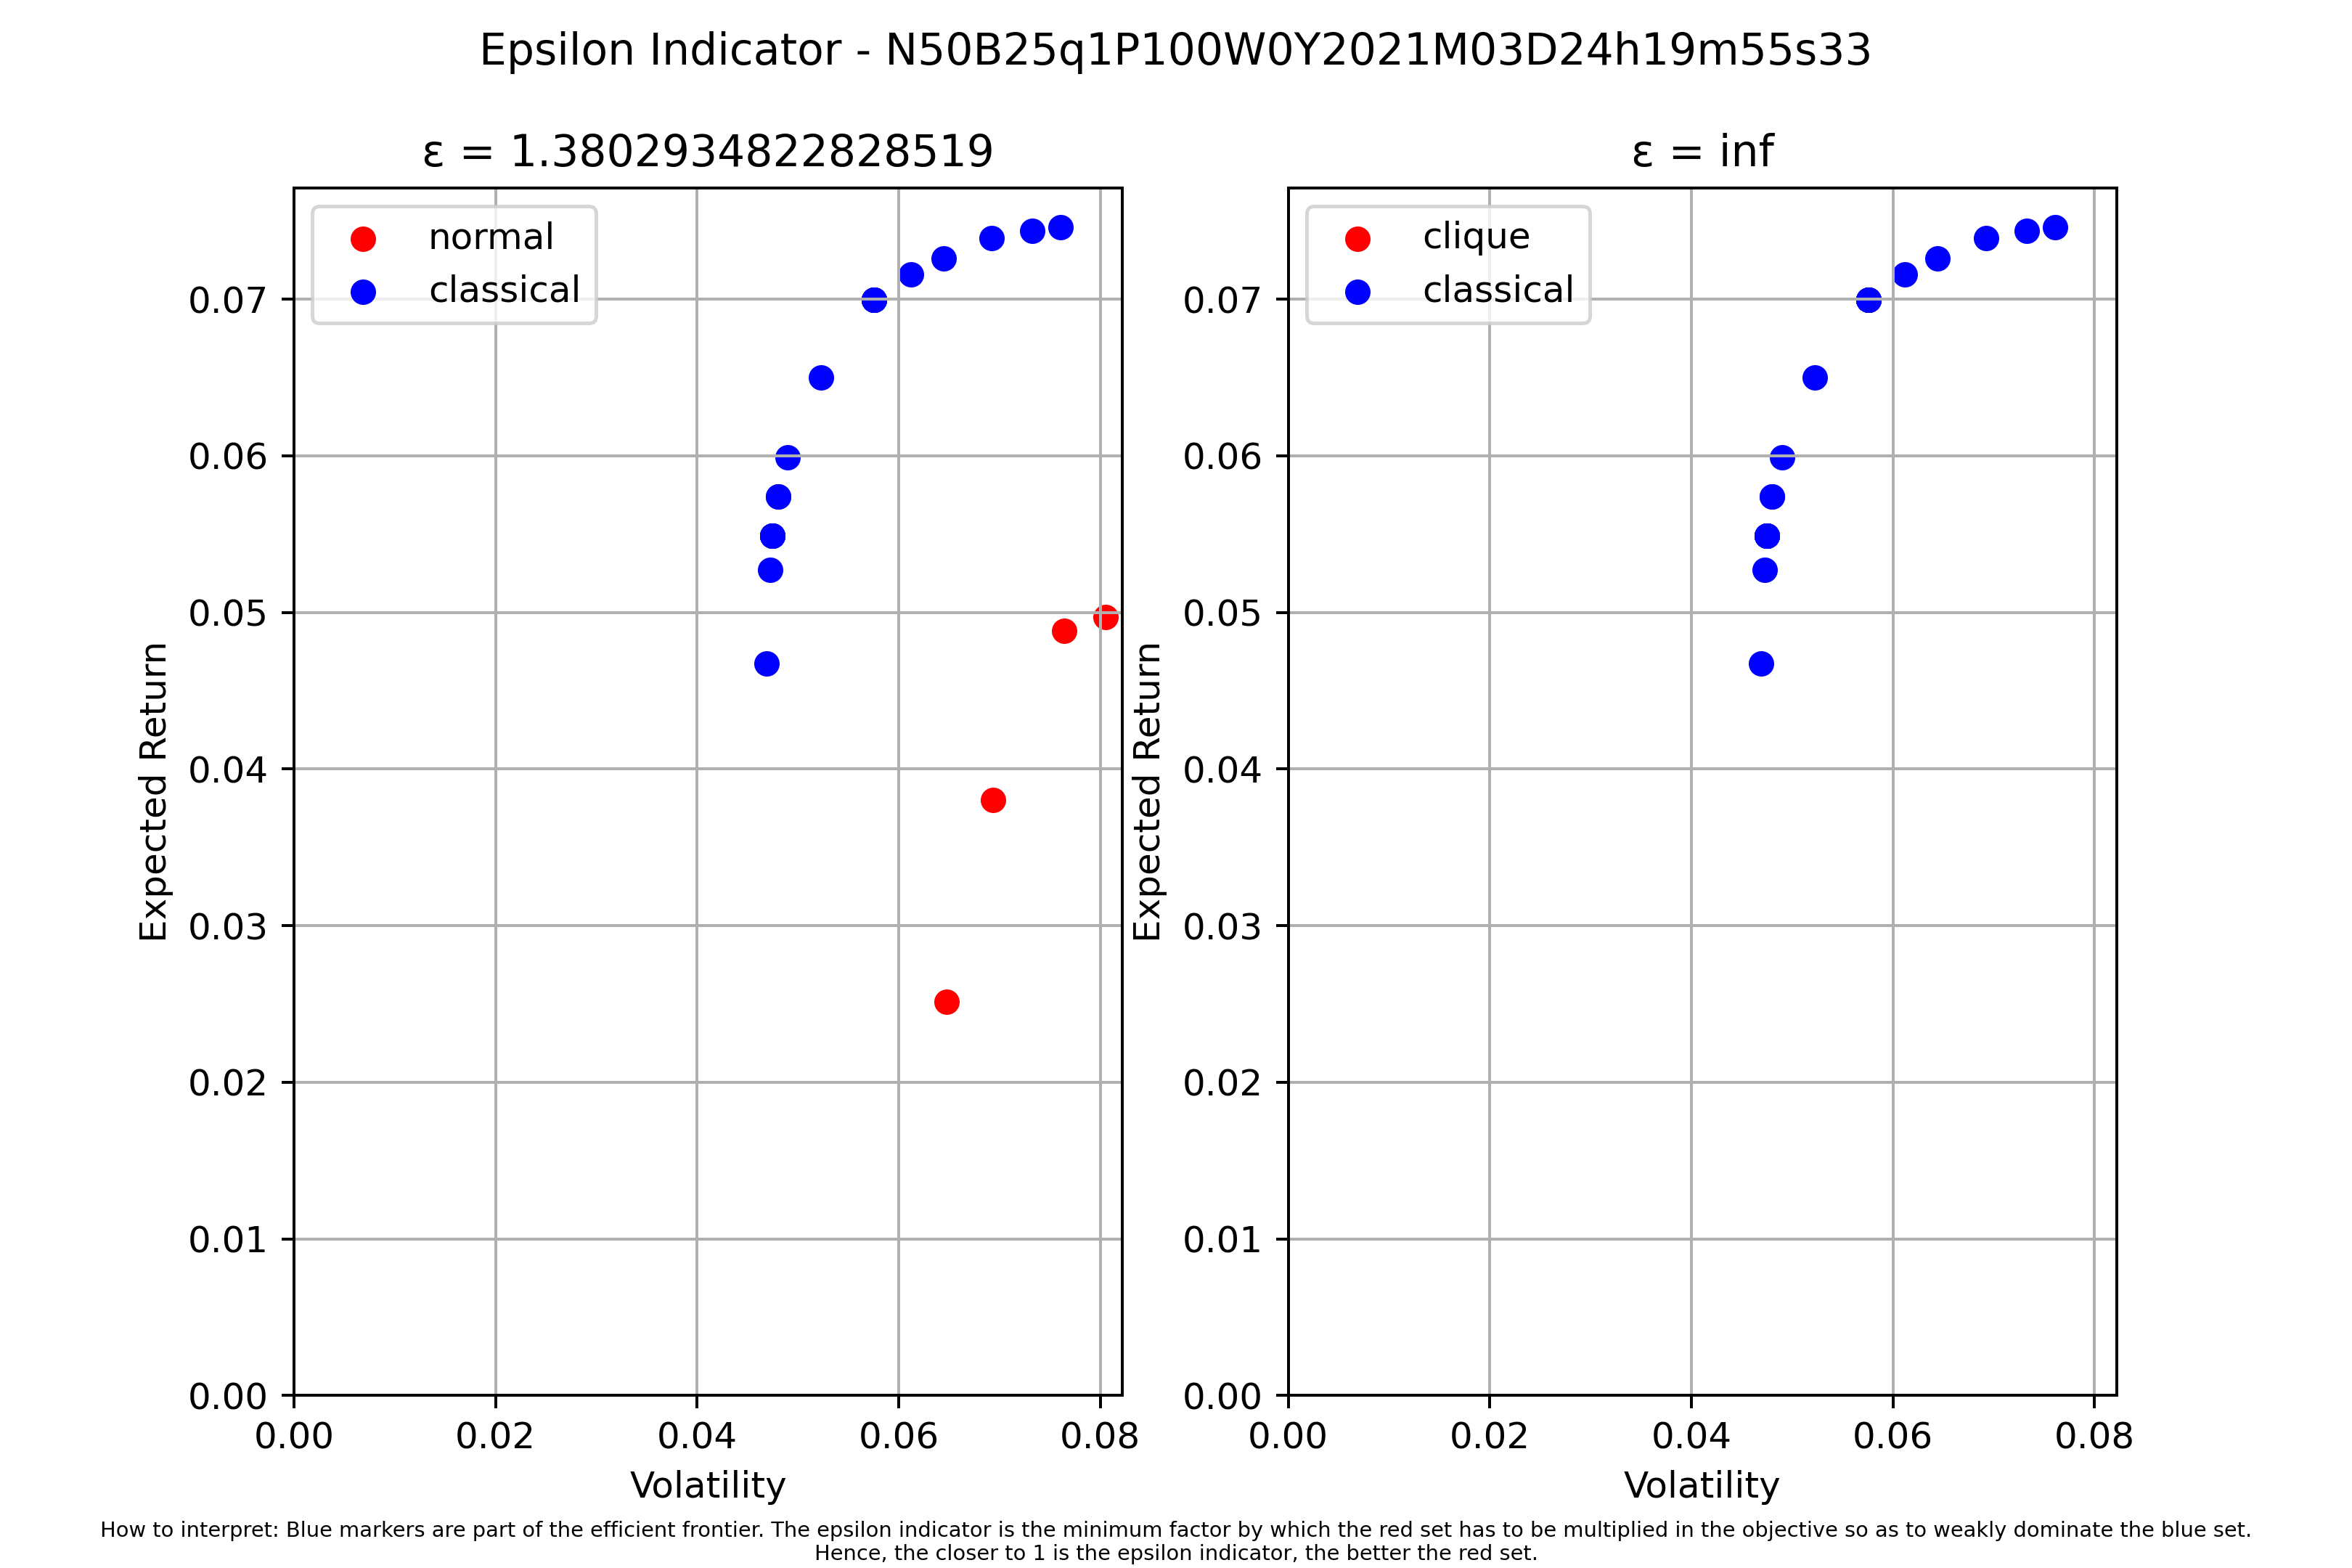 Epsilon Indicator - N50B25q1P100W0Y2021M03D24h19m55s33
ε = 1.3802934822828519
normal
classical
0.07
0.06
0.05
0.04
0.03
0.02
0.01
0.00
Expected Return
0.00 0.02 0.04 0.06 0.08
Volatility
ε = inf
clique
classical
0.07
0.06
0.05
0.04
0.03
0.02
0.01
0.00
Expected Return
0.00 0.02 0.04 0.06 0.08
Volatility
How to interpret: Blue markers are part of the efficient frontier. The epsilon indicator is the minimum factor by which the red set has to be multiplied in the objective so as to weakly dominate the blue set.
Hence, the closer to 1 is the epsilon indicator, the better the red set.